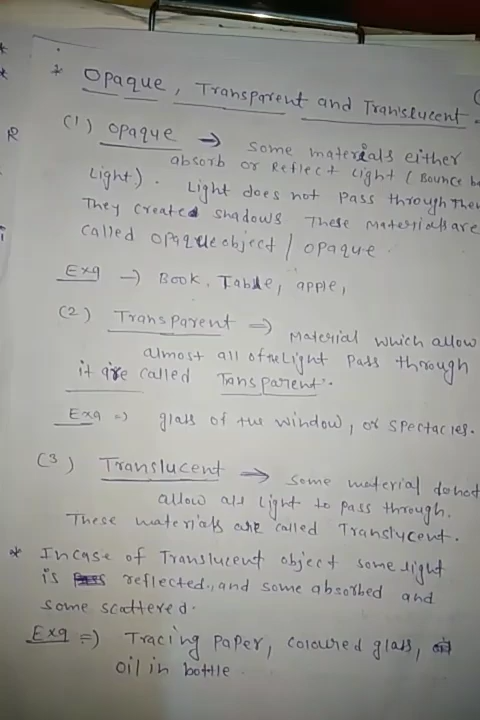 * Opaque, Transparent and Translucent
(1) Opaque → some materials either
absorb or Reflect Light (Bounce
Light). Light does not pass through
They created shadows These materials are
called opaque object / opaque.
Exg → Book, Table, apple,
(2) Transparent ⇒ Material which allow
almost all of the Light pass through
it are called Transparent.
Exg ⇒ glass of the window, or spectacles.
(3) Translucent → some material do not
allow all light to pass through.
These materials are called Translucent.
* Incase of Translucent object some light
is reflected, and some absorbed and
some scattered.
Exg ⇒ Tracing paper, coloured glass,
oil in bottle.